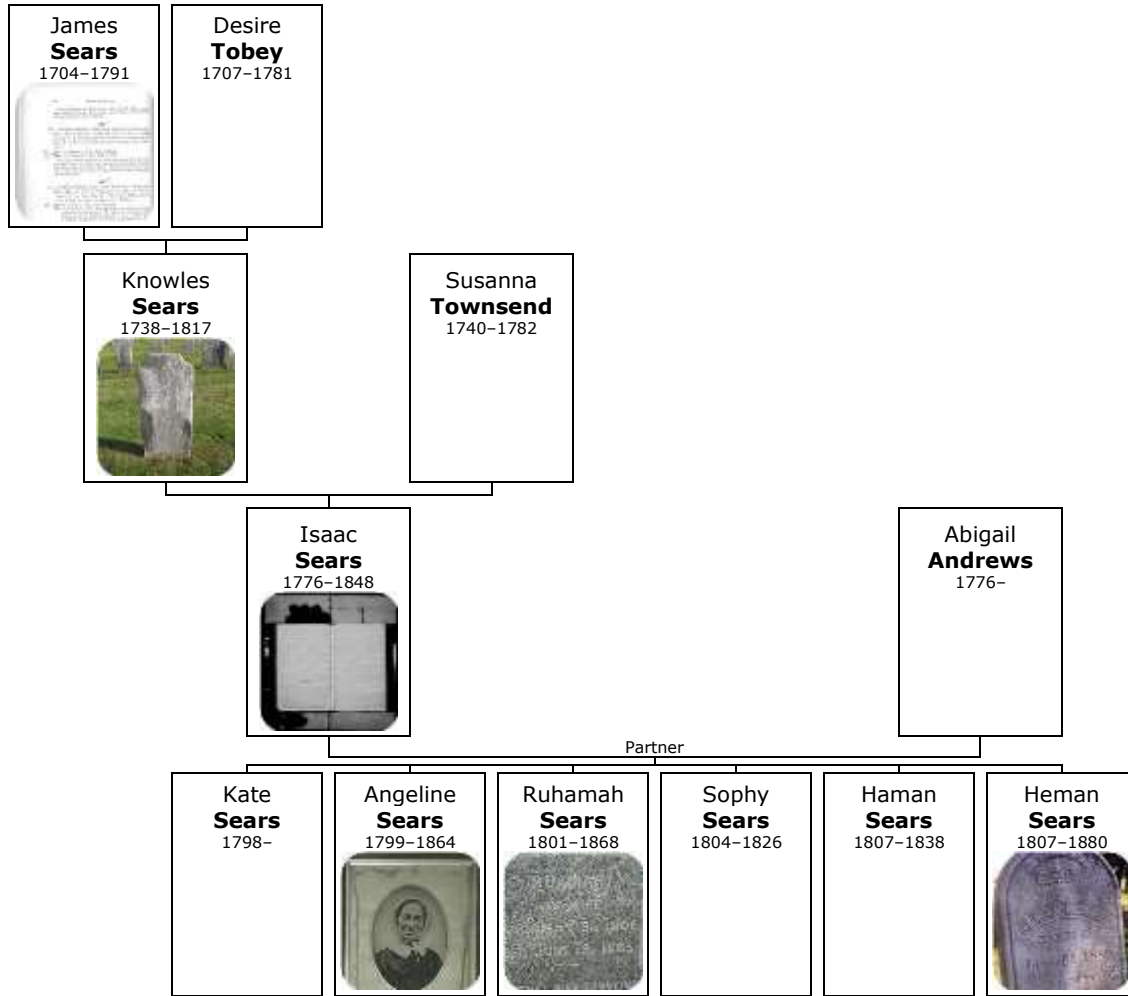 James
Sears
1704–1791
Desire
Tobey
1707–1781
Knowles
Sears
1738–1817
Susanna
Townsend
1740–1782
Isaac
Sears
1776–1848
Abigail
Andrews
1776–
Partner
Kate
Sears
1798–
Angeline
Sears
1799–1864
Ruhamah
Sears
1801–1868
Sophy
Sears
1804–1826
Haman
Sears
1807–1838
Heman
Sears
1807–1880